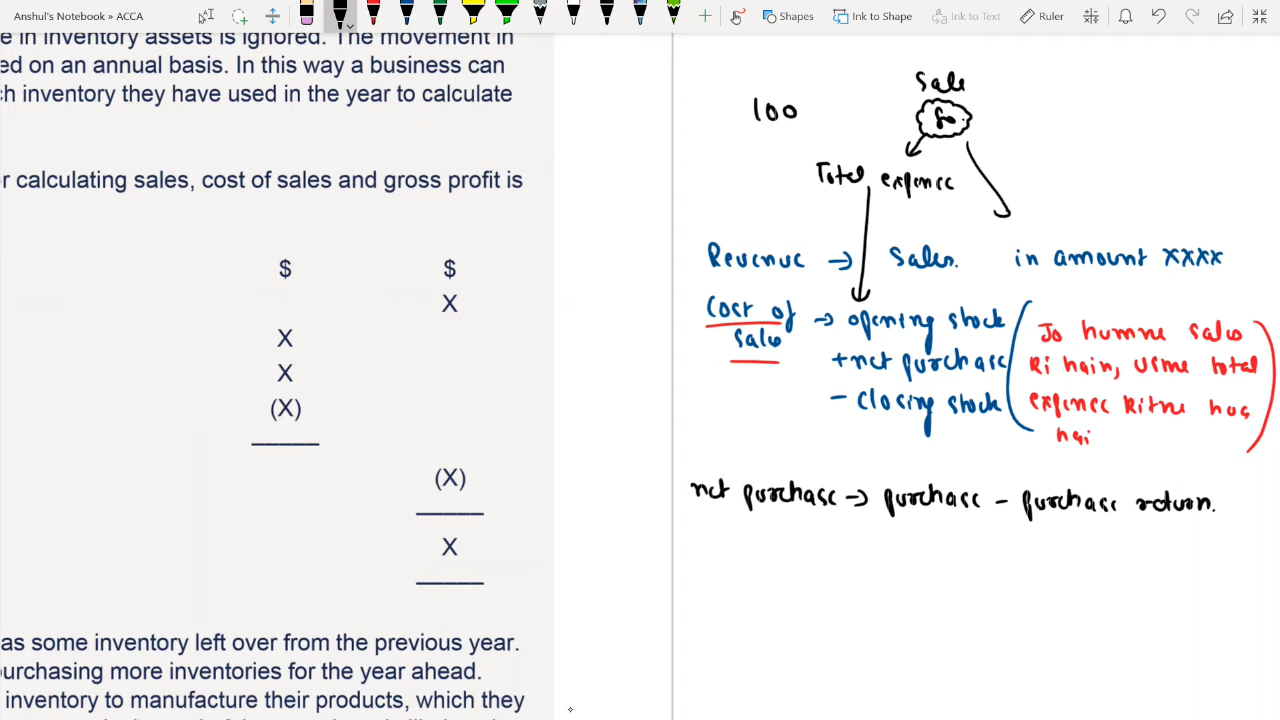 Anshul's Notebook » ACCA
Shapes
Ink to Shape
Ink to Text
Ruler
e in inventory assets is ignored. The movement in
ed on an annual basis. In this way a business can
ch inventory they have used in the year to calculate
r calculating sales, cost of sales and gross profit is
$ $
X
X
X
(X)
(X)
X
as some inventory left over from the previous year.
urchasing more inventories for the year ahead.
inventory to manufacture their products, which they
Sale
100
Total expence
Revenue → Sales. in amount xxxx
Cost of sales → opening stock
+ net purchase
- closing stock
Jo humne sales
ki hain, usme total
expence kitne hue
hai
net purchase → purchase - purchase return.